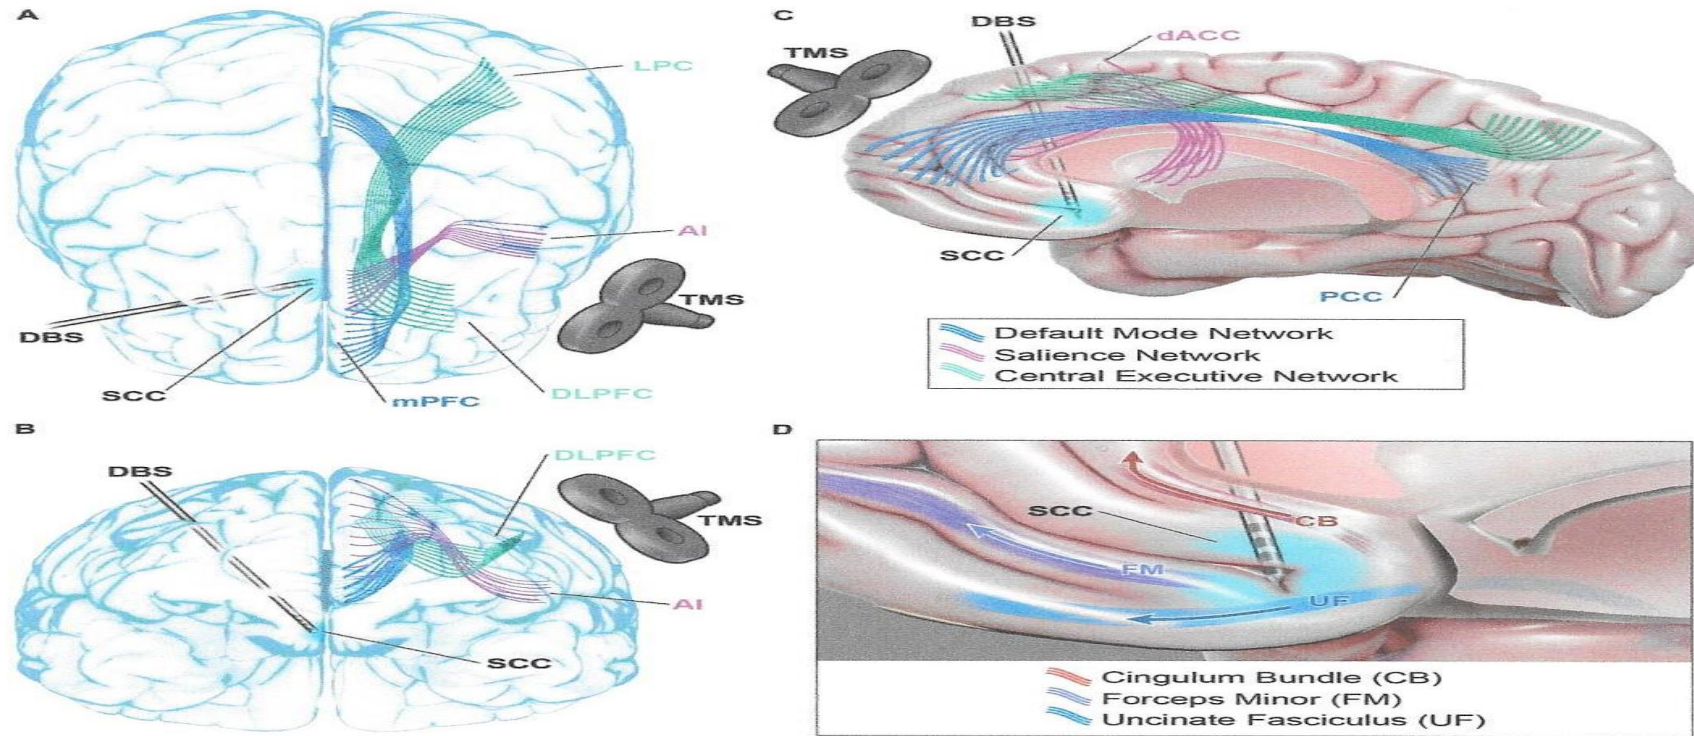 A
LPC
AI
TMS
DBS
SCC
mPFC
DLPFC
B
DBS
DLPFC
TMS
AI
SCC
C
DBS
dACC
TMS
SCC
PCC
Default Mode Network
Salience Network
Central Executive Network
D
SCC
CB
FM
UF
Cingulum Bundle (CB)
Forceps Minor (FM)
Uncinate Fasciculus (UF)